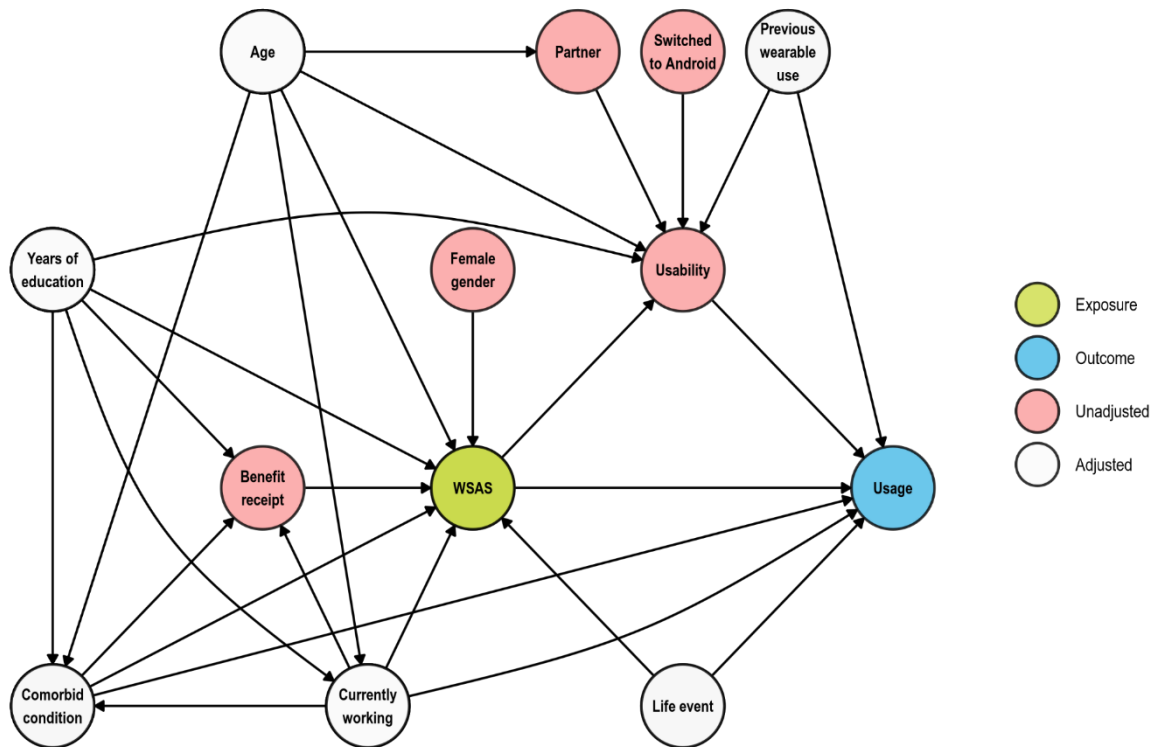 Age
Partner
Switched
to Android
Previous
wearable
use
Years of
education
Female
gender
Usability
Exposure
Outcome
Unadjusted
Adjusted
Benefit
receipt
WSAS
Usage
Comorbid
condition
Currently
working
Life event